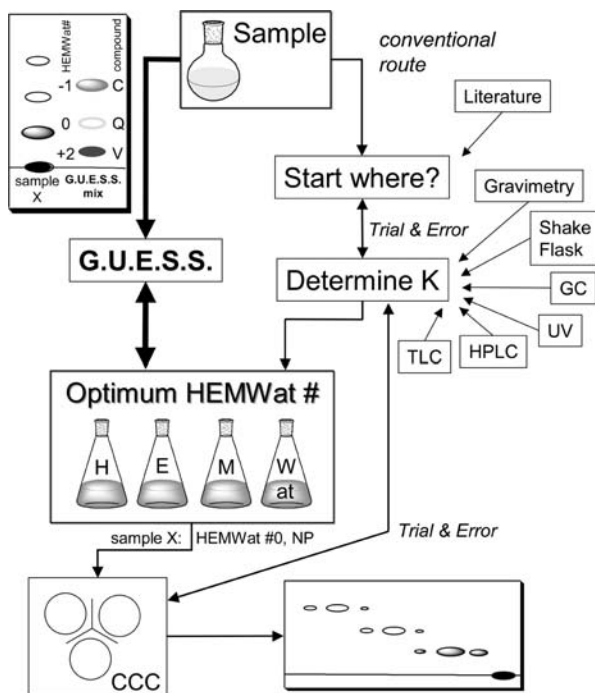 HEMWat#
compound
-1 C
0 Q
+2 V
sample
X
G.U.E.S.S.
mix
Sample
conventional
route
Literature
Start where?
Gravimetry
Trial & Error
Shake
Flask
G.U.E.S.S.
Determine K
GC
UV
HPLC
TLC
Optimum HEMWat #
H E M W
at
sample X: HEMWat #0, NP
Trial & Error
CCC